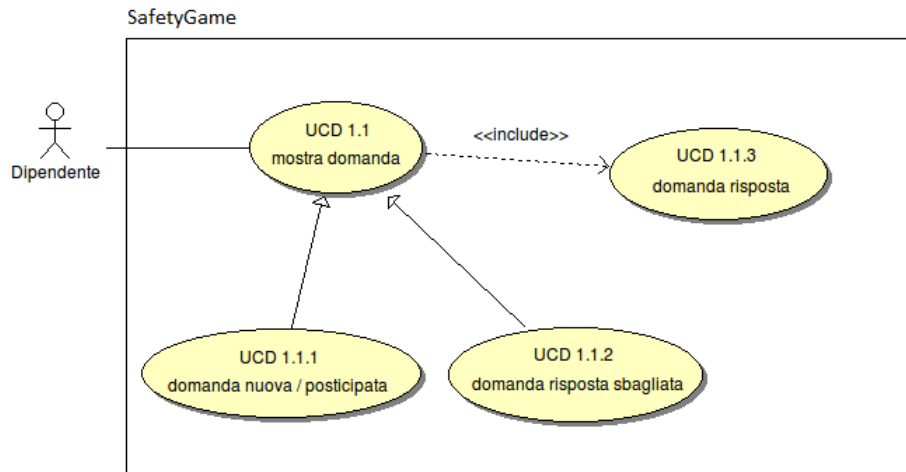 SafetyGame
UCD 1.1
mostra domanda
<<include>>
UCD 1.1.3
domanda risposta
Dipendente
UCD 1.1.1
domanda nuova / posticipata
UCD 1.1.2
domanda risposta sbagliata